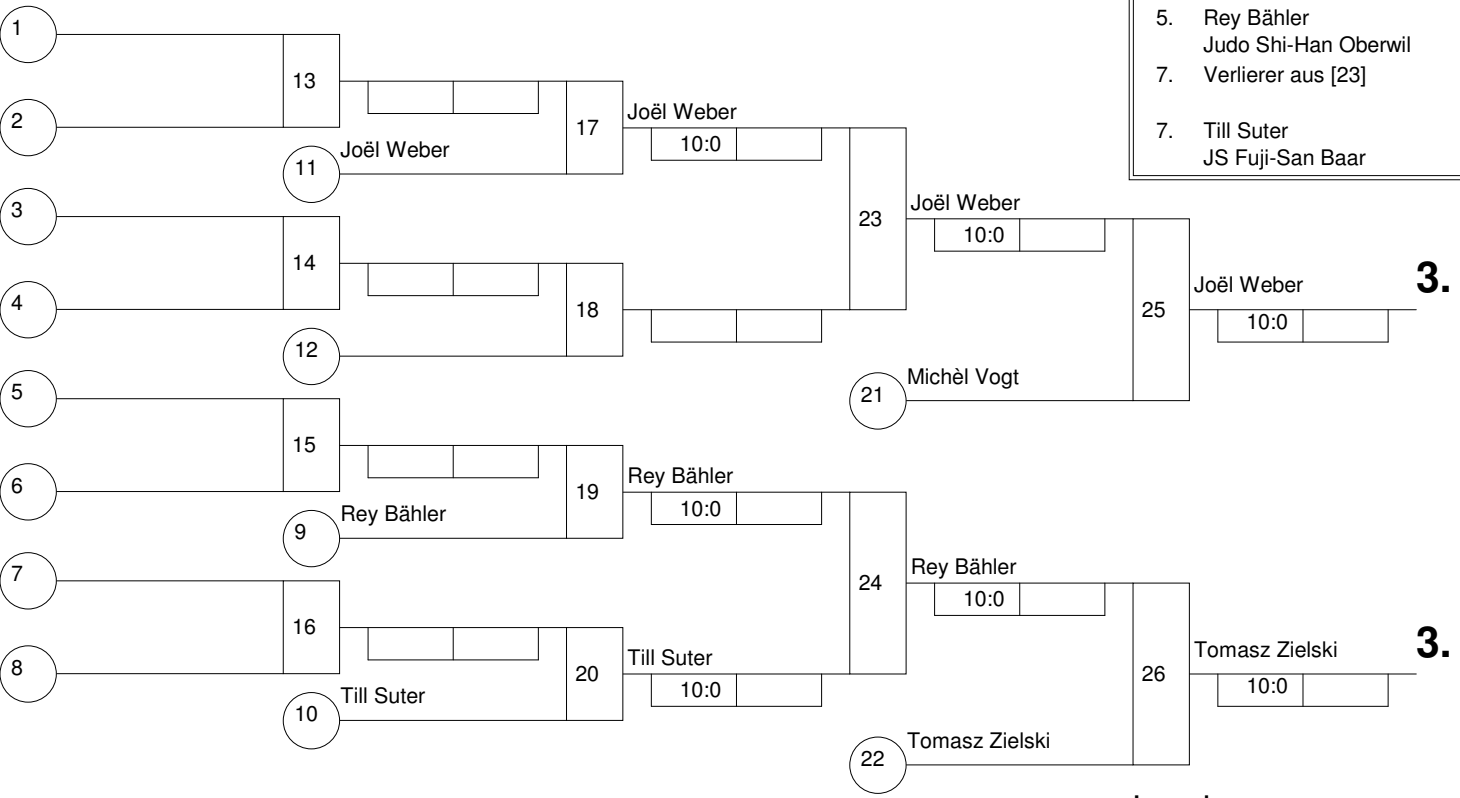 1
2
13
Joël Weber
11
17
Joël Weber
10:0
3
4
14
12
18
23
Joël Weber
10:0
5
6
15
Rey Bähler
9
19
Rey Bähler
10:0
7
8
16
Till Suter
10
20
Till Suter
10:0
24
Rey Bähler
10:0
Michèl Vogt
21
25
Joël Weber
10:0
3.
Tomasz Zielski
22
26
Tomasz Zielski
10:0
3.
5. Rey Bähler
Judo Shi-Han Oberwil
7. Verlierer aus [23]
7. Till Suter
JS Fuji-San Baar